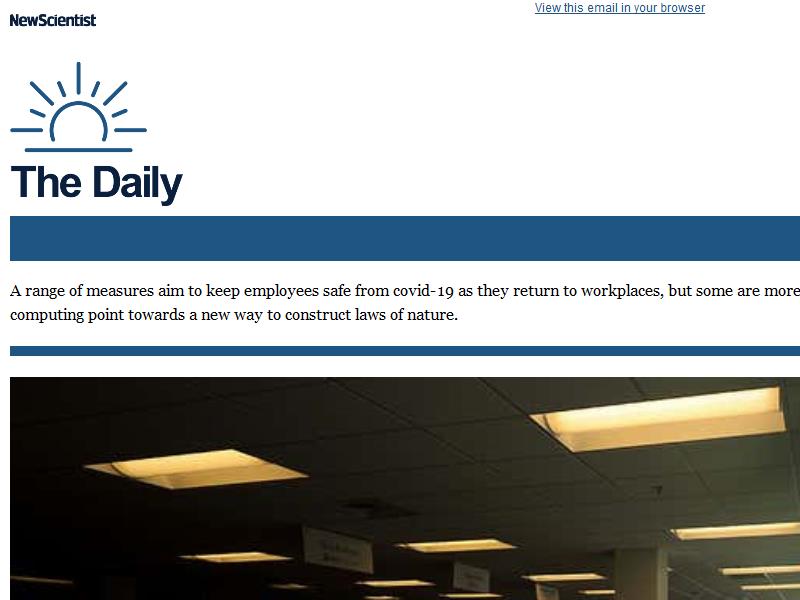 View this email in your browser
NewScientist
The Daily
A range of measures aim to keep employees safe from covid-19 as they return to workplaces, but some are more
computing point towards a new way to construct laws of nature.